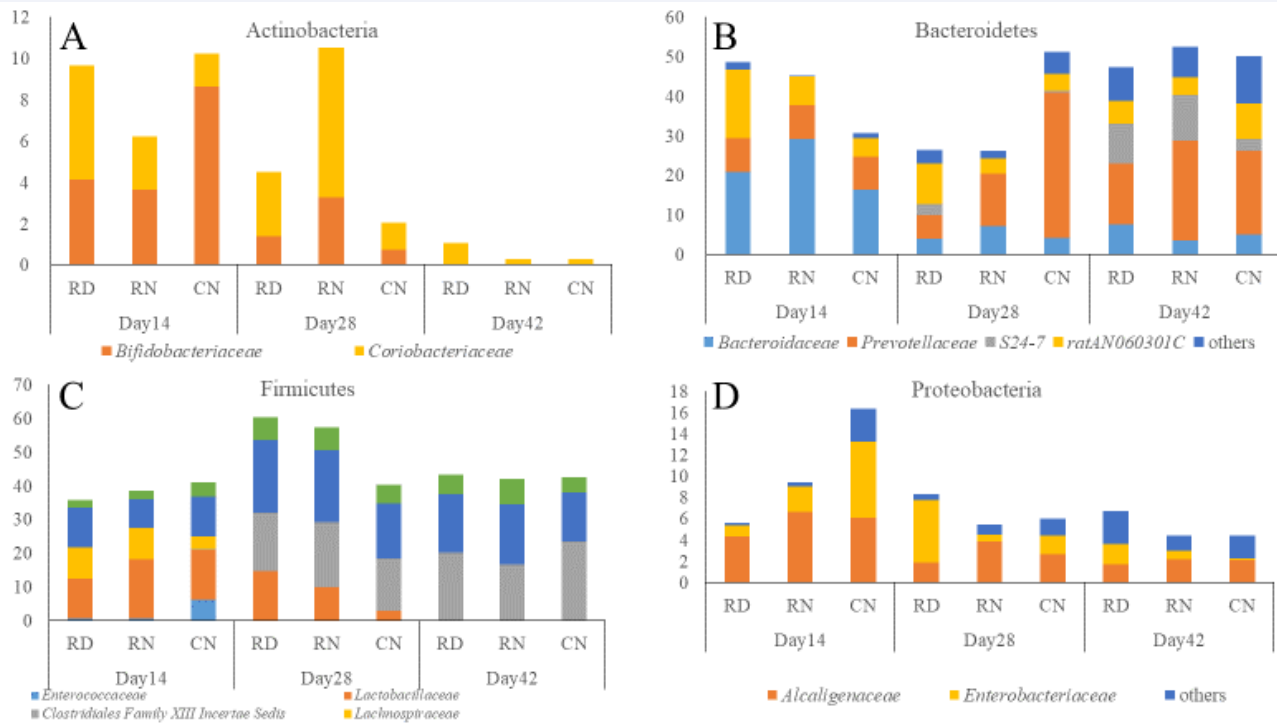 A
Actinobacteria
12
10
8
6
4
2
0
RD RN CN RD RN CN RD RN CN
Day14 Day28 Day42
Bifidobacteriaceae Coriobacteriaceae
B
Bacteroidetes
60
50
40
30
20
10
0
RD RN CN RD RN CN RD RN CN
Day14 Day28 Day42
Bacteroidaceae Prevotellaceae S24-7 ratAN060301C others
C
Firmicutes
70
60
50
40
30
20
10
0
RD RN CN RD RN CN RD RN CN
Day14 Day28 Day42
Enterococcaceae Lactobacillaceae
Clostridiales Family XIII Incertae Sedis Lachnospiraceae
D
Proteobacteria
18
16
14
12
10
8
6
4
2
0
RD RN CN RD RN CN RD RN CN
Day14 Day28 Day42
Alcaligenaceae Enterobacteriaceae others